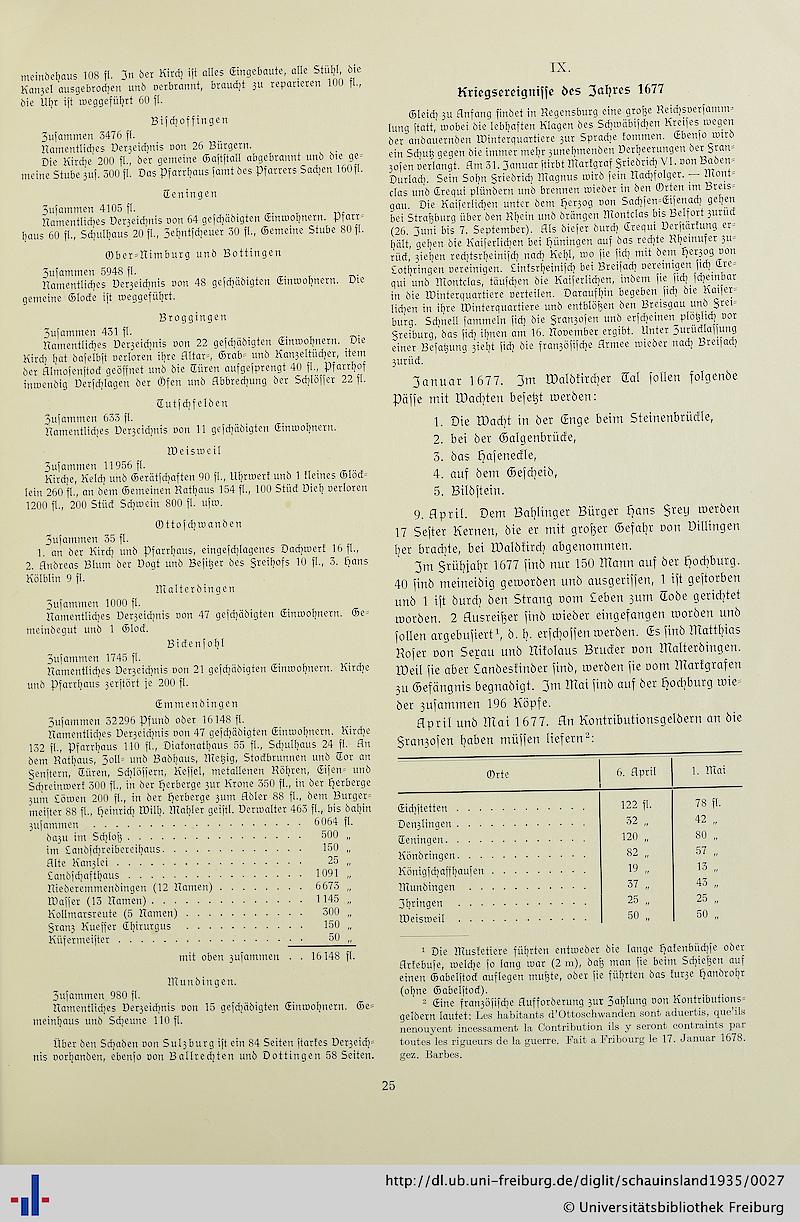 meindehaus 108 fl. In der Kirch ist alles Eingebaute, alle Stühl, die
Kanzel ausgebrochen und verbrannt, braucht zu reparieren 100 fl.,
die Uhr ist weggeführt 60 fl.
Bischoffingen
Zusammen 3476 fl.
Namentliches Verzeichnis von 26 Bürgern.
Die Kirche 200 fl., der gemeine Gaststall abgebrannt und die ge-
meine Stube zus. 300 fl. Das Pfarrhaus samt des Pfarrers Sachen 160 fl.
Teningen
Zusammen 4105 fl.
Namentliches Verzeichnis von 64 geschädigten Einwohnern. Pfarr-
haus 60 fl., Schulhaus 20 fl., Zehntscheuer 30 fl., Gemeine Stube 80 fl.
Ober-Nimburg und Bottingen
Zusammen 5948 fl.
Namentliches Verzeichnis von 48 geschädigten Einwohnern. Die
gemeine Glocke ist weggeführt.
Broggingen
Zusammen 431 fl.
Namentliches Verzeichnis von 22 geschädigten Einwohnern. Die
Kirch hat daselbst verloren ihre Altar-, Grab- und Kanzeltücher, item
der Almosenstock geöffnet und die Türen aufgesprengt 40 fl., Pfarrhof
inwendig Verschlagen der Öfen und Abbrechung der Schlösser 22 fl.
Tutschfelden
Zusammen 633 fl.
Namentliches Verzeichnis von 11 geschädigten Einwohnern.
Weisweil
Zusammen 11956 fl.
Kirche, Kelch und Gerätschaften 90 fl., Uhrwerk und 1 kleines Glöck-
lein 260 fl., an dem Gemeinen Rathaus 154 fl., 100 Stück Vieh verloren
1200 fl., 200 Stück Schwein 800 fl. usw.
Ottoschwanden
Zusammen 35 fl.
1. an der Kirch und Pfarrhaus, eingeschlagenes Dachwerk 16 fl.,
2. Andreas Blum der Vogt und Besitzer des Freihofs 10 fl., 3. Hans
Kölblin 9 fl.
Malterdingen
Zusammen 1000 fl.
Namentliches Verzeichnis von 47 geschädigten Einwohnern. Ge-
meindegut und 1 Glock.
Bickensohl
Zusammen 1745 fl.
Namentliches Verzeichnis von 21 geschädigten Einwohnern. Kirche
und Pfarrhaus zerstört je 200 fl.
Emmendingen
Zusammen 32296 Pfund oder 16148 fl.
Namentliches Verzeichnis von 47 geschädigten Einwohnern. Kirche
132 fl., Pfarrhaus 110 fl., Diakonathaus 55 fl., Schulhaus 24 fl. An
dem Rathaus, Zoll- und Badhaus, Metzig, Stockbrunnen und Tor an
Fenstern, Türen, Schlössern, Kessel, metallenen Röhren, Eisen- und
Schreinwerk 300 fl., in der Herberge zur Krone 350 fl., in der Herberge
zum Löwen 200 fl., in der Herberge zum Adler 88 fl., dem Burger-
meister 88 fl., Heinrich Wilh. Mahler geistl. Verwalter 463 fl., bis dahin
zusammen . . . . . . . . . . . . . . . . . . 6064 fl.
dazu im Schloß . . . . . . . . . . . . . . . 500 „
im Landschreibereihaus . . . . . . . . . . . . 150 „
Alte Kanzlei . . . . . . . . . . . . . . . . 25 „
Landschafthaus . . . . . . . . . . . . . . . 1091 „
Niederemmendingen (12 Namen) . . . . . . . . 6673 „
Wasser (13 Namen) . . . . . . . . . . . . . . 1145 „
Kollmarsreute (5 Namen) . . . . . . . . . . . 300 „
Franz Kueffer Chirurgus . . . . . . . . . . . 150 „
Küfermeister . . . . . . . . . . . . . . . . 50 „
mit oben zusammen . . 16148 fl.
Mundingen.
Zusammen 980 fl.
Namentliches Verzeichnis von 15 geschädigten Einwohnern. Ge-
meinhaus und Scheune 110 fl.
Über den Schaden von Sulzburg ist ein 84 Seiten starkes Verzeich-
nis vorhanden, ebenso von Ballrechten und Dottingen 58 Seiten.
IX.
Kriegsereignisse des Jahres 1677
Gleich zu Anfang findet in Regensburg eine große Reichsversamm-
lung statt, wobei die lebhaften Klagen des Schwäbischen Kreises wegen
der andauernden Winterquartiere zur Sprache kommen. Ebenso wird
ein Schutz gegen die immer mehr zunehmenden Verheerungen der Fran-
zosen verlangt. Am 31. Januar stirbt Markgraf Friedrich VI. von Baden-
Durlach. Sein Sohn Friedrich Magnus wird sein Nachfolger. — Mont-
clas und Crequi plündern und brennen wieder in den Orten im Breis-
gau. Die Kaiserlichen unter dem Herzog von Sachsen-Eisenach gehen
bei Straßburg über den Rhein und drängen Montclas bis Belfort zurück
(26. Juni bis 7. September). Als dieser durch Crequi Verstärkung er-
hält, gehen die Kaiserlichen bei Hüningen auf das rechte Rheinufer zu-
rück, ziehen rechtsrheinisch nach Kehl, wo sie sich mit dem Herzog von
Lothringen vereinigen. Linksrheinisch bei Breisach vereinigen sich Cre-
qui und Montclas, täuschen die Kaiserlichen, indem sie sich scheinbar
in die Winterquartiere verteilen. Daraufhin begeben sich die Kaiser-
lichen in ihre Winterquartiere und entblößen den Breisgau und Frei-
burg. Schnell sammeln sich die Franzosen und erscheinen plötzlich vor
Freiburg, das sich ihnen am 16. November ergibt. Unter Zurücklassung
einer Besatzung zieht sich die französische Armee wieder nach Breisach
zurück.
Januar 1677. Im Waldkircher Tal sollen folgende
Pässe mit Wachten besetzt werden:
1. Die Wacht in der Enge beim Steinenbrückle,
2. bei der Galgenbrücke,
3. das Haseneckle,
4. auf dem Gescheid,
5. Bildstein.
9. April. Dem Bahlinger Bürger Hans Frey werden
17 Sester Kernen, die er mit großer Gefahr von Villingen
her brachte, bei Waldkirch abgenommen.
Im Frühjahr 1677 sind nur 150 Mann auf der Hochburg.
40 sind meineidig geworden und ausgerissen, 1 ist gestorben
und 1 ist durch den Strang vom Leben zum Tode gerichtet
worden. 2 Ausreißer sind wieder eingefangen worden und
sollen argebusiert¹, d. h. erschossen werden. Es sind Matthias
Roser von Serau und Nikolaus Bruder von Malterdingen.
Weil sie aber Landeskinder sind, werden sie vom Markgrafen
zu Gefängnis begnadigt. Im Mai sind auf der Hochburg wie-
der zusammen 196 Köpfe.
April und Mai 1677. An Kontributionsgeldern an die
Franzosen haben müssen liefern²:
Orte 6. April 1. Mai
Eichstetten . . . . . . . . . . . . 122 fl. 78 fl.
Denzlingen . . . . . . . . . . . . 32 „ 42 „
Teningen . . . . . . . . . . . . . 120 „ 80 „
Köndringen . . . . . . . . . . . . 82 „ 57 „
Königschaffhausen . . . . . . . . . 19 „ 13 „
Mundingen . . . . . . . . . . . 37 „ 43 „
Ihringen . . . . . . . . . . . . 25 „ 25 „
Weisweil . . . . . . . . . . . . 50 „ 50 „
¹ Die Musketiere führten entweder die lange Hakenbüchse oder
Arkebuse, welche so lang war (2 m), daß man sie beim Schießen auf
einen Gabelstock auflegen mußte, oder sie führten das kurze Handrohr
(ohne Gabelstock).
² Eine französische Aufforderung zur Zahlung von Kontributions-
geldern lautet: Les habitants d'Ottoschwanden sont aduertis, que'ils
nenouyent incessament la Contribution ils y seront contraints par
toutes les rigueurs de la guerre. Fait a Fribourg le 17. Januar 1678.
gez. Barbes.
25
http://dl.ub.uni-freiburg.de/diglit/schauinsland1935/0027
© Universitätsbibliothek Freiburg